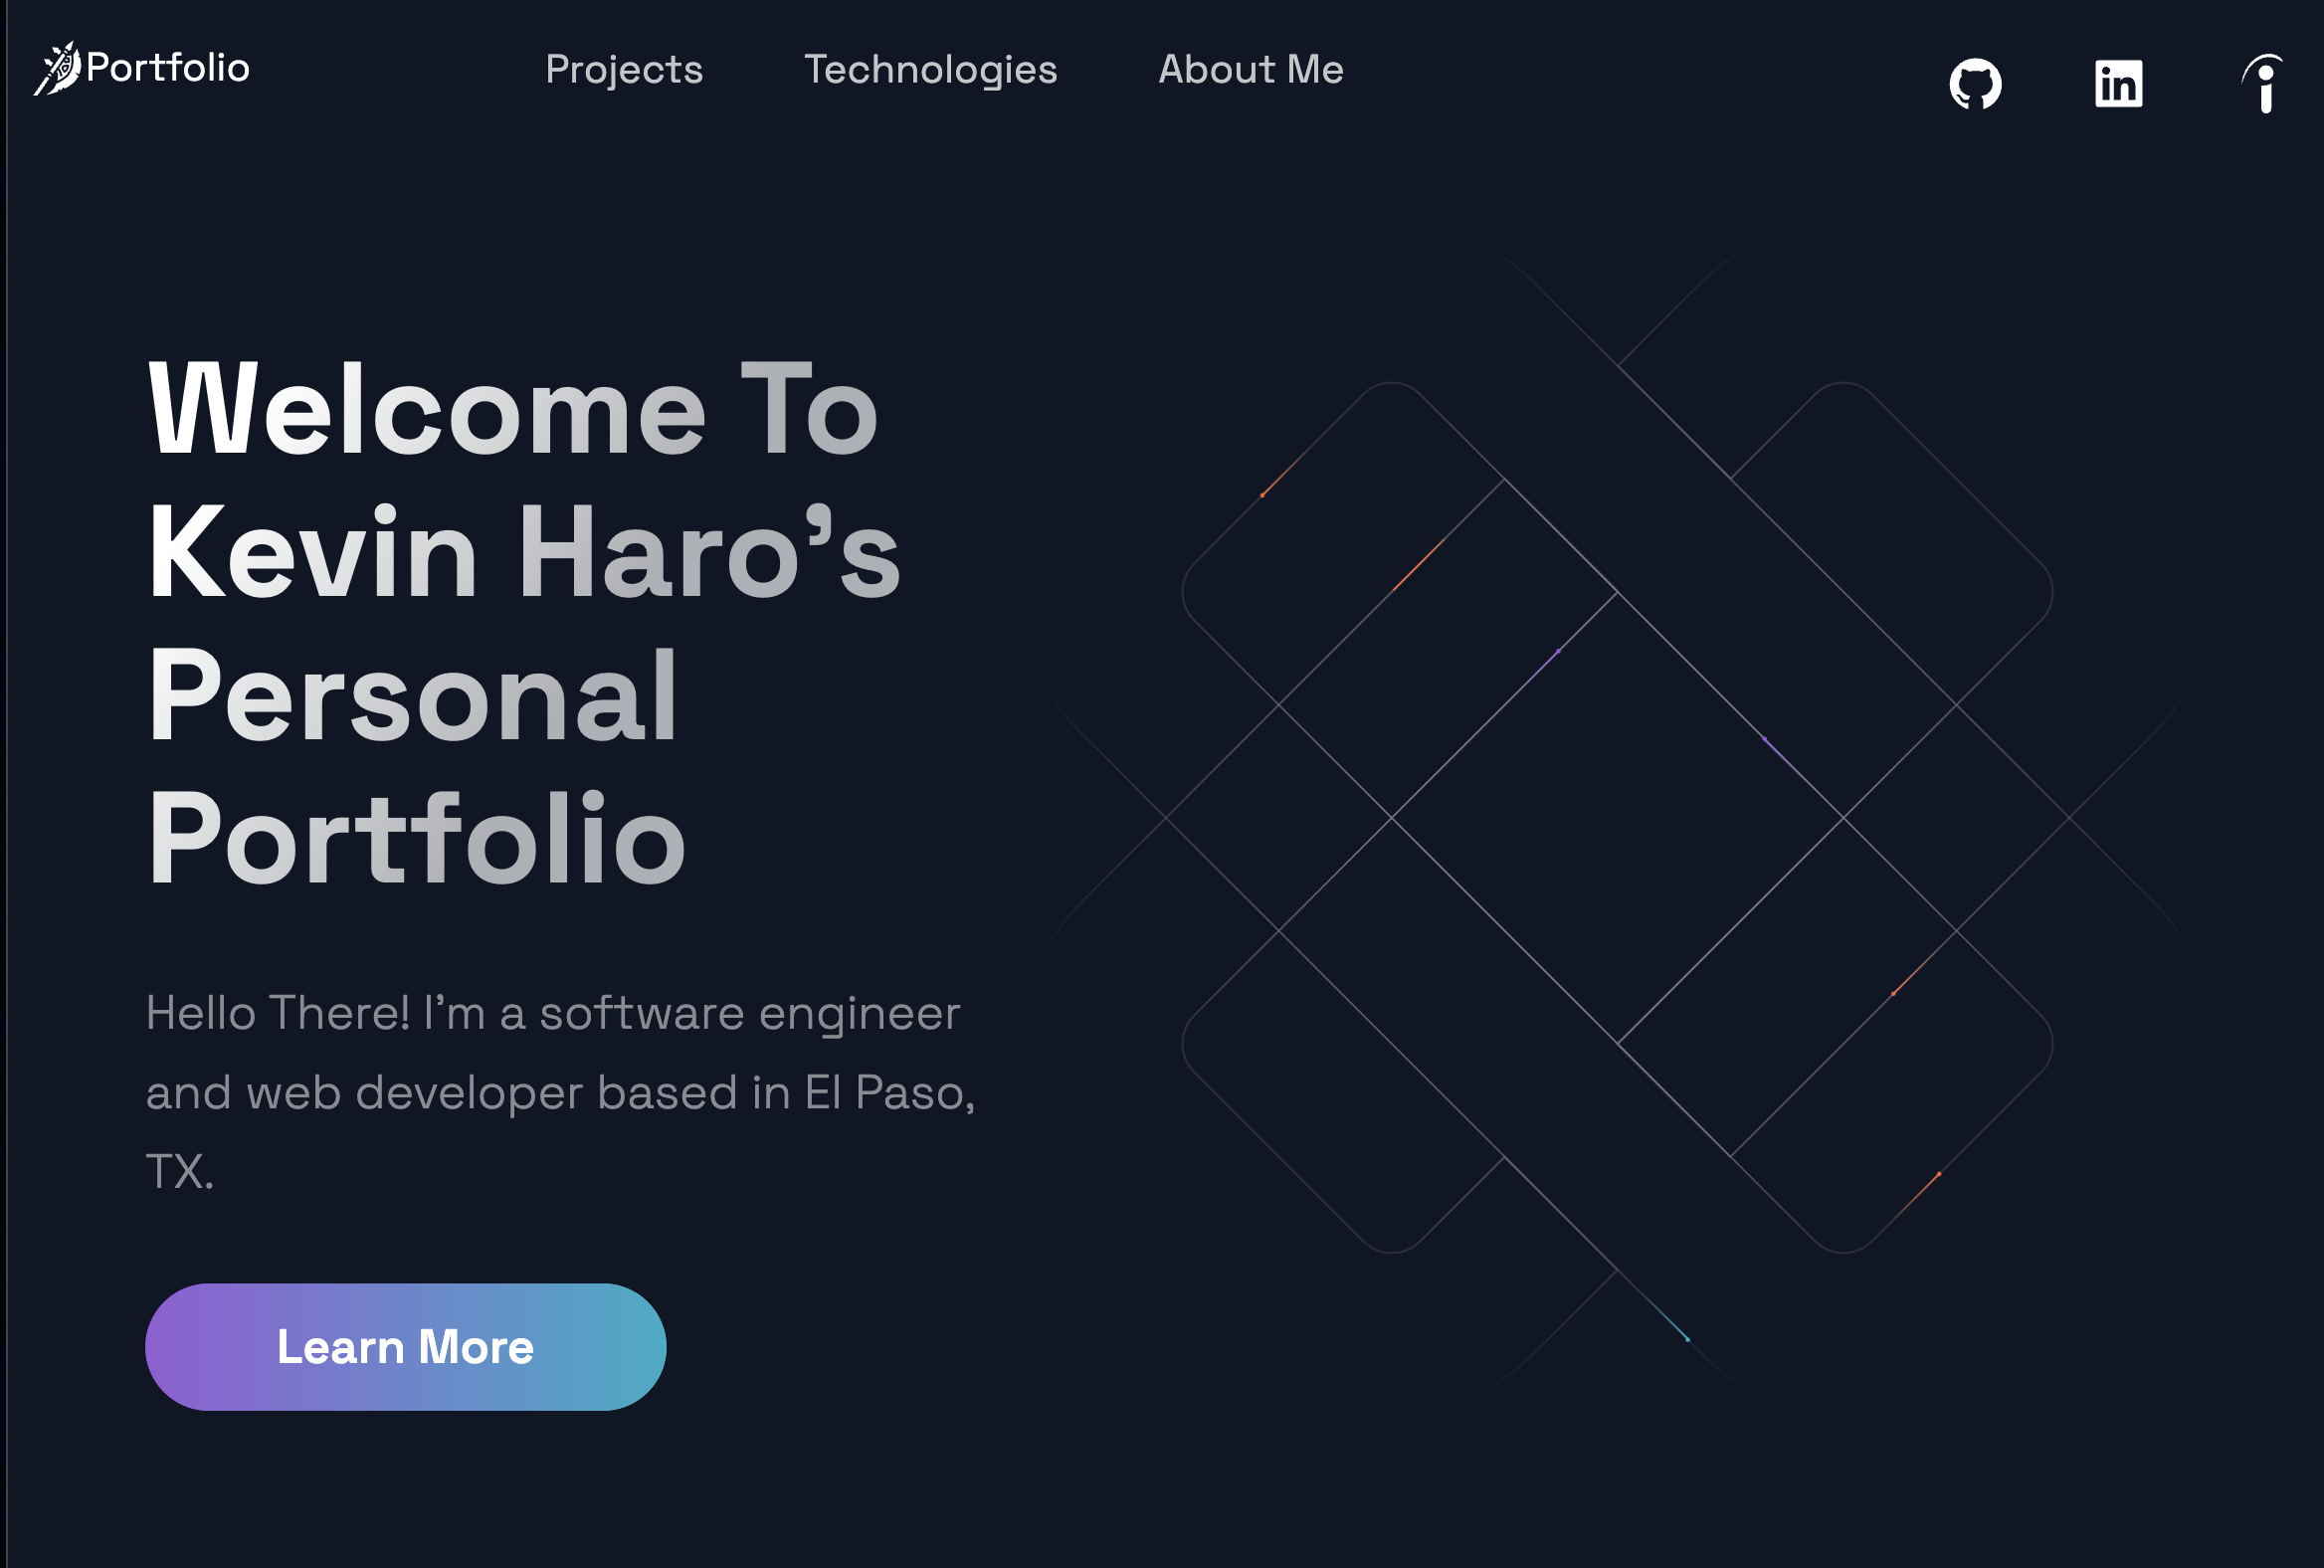 Portfolio
Projects
Technologies
About Me
Welcome To
Kevin Haro’s
Personal
Portfolio
Hello There! I’m a software engineer
and web developer based in El Paso,
TX.
Learn More